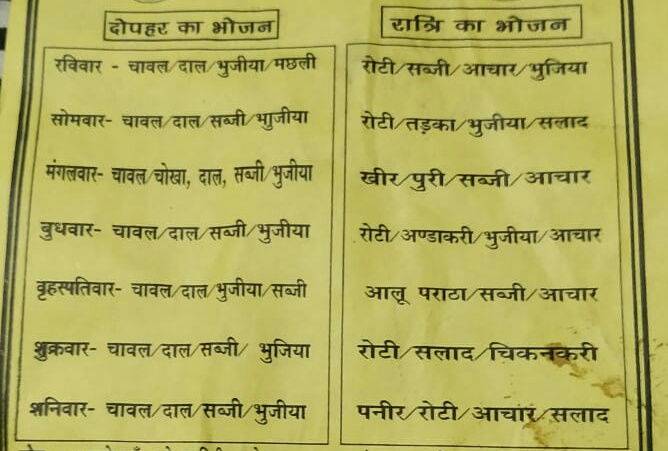 दोपहर का भोजन
रात्रि का भोजन
रविवार - चावल/दाल/भुजीया/मछली
रोटी/सब्जी/आचार/भुजिया
सोमवार- चावल/दाल/सब्जी/भाुजीया
रोटी/तड़का/भुजीया/सलाद
मंगलवार- चावल/चोखा, दाल, सब्जी/भुजीया
खीर/पुरी/सब्जी/आचार
बुधवार- चावल/दाल/सब्जी/भुजीया
रोटी/अण्डाकरी/भुजीया/आचार
वृहस्पतिवार- चावल/दाल/भुजीया/सब्जी
आलू पराठा/सब्जी/आचार
शुक्रवार- चावल/दाल/सब्जी/ भुजिया
रोटी/सलाद/चिकनकरी
शनिवार- चावल/दाल/सब्जी/भुजीया
पनीर/रोटी/आचार/सलाद